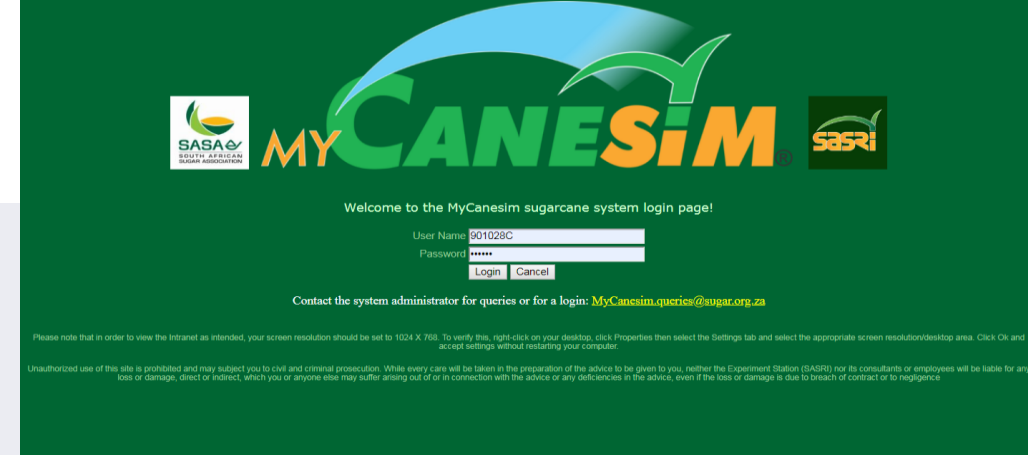 SASA
SOUTH AFRICAN
SUGAR ASSOCIATION
MYCANESiM®
sasri
Welcome to the MyCanesim sugarcane system login page!
User Name 901028C
Password ••••••
Login Cancel
Contact the system administrator for queries or for a login: MyCanesim.queries@sugar.org.za
Please note that in order to view the Intranet as intended, your screen resolution should be set to 1024 X 768. To verify this, right-click on your desktop, click Properties then select the Settings tab and select the appropriate screen resolution/desktop area. Click Ok and
accept settings without restarting your computer.
Unauthorized use of this site is prohibited and may subject you to civil and criminal prosecution. While every care will be taken in the preparation of the advice to be given to you, neither the Experiment Station (SASRI) nor its consultants or employees will be liable for any
loss or damage, direct or indirect, which you or anyone else may suffer arising out of or in connection with the advice or any deficiencies in the advice, even if the loss or damage is due to breach of contract or to negligence